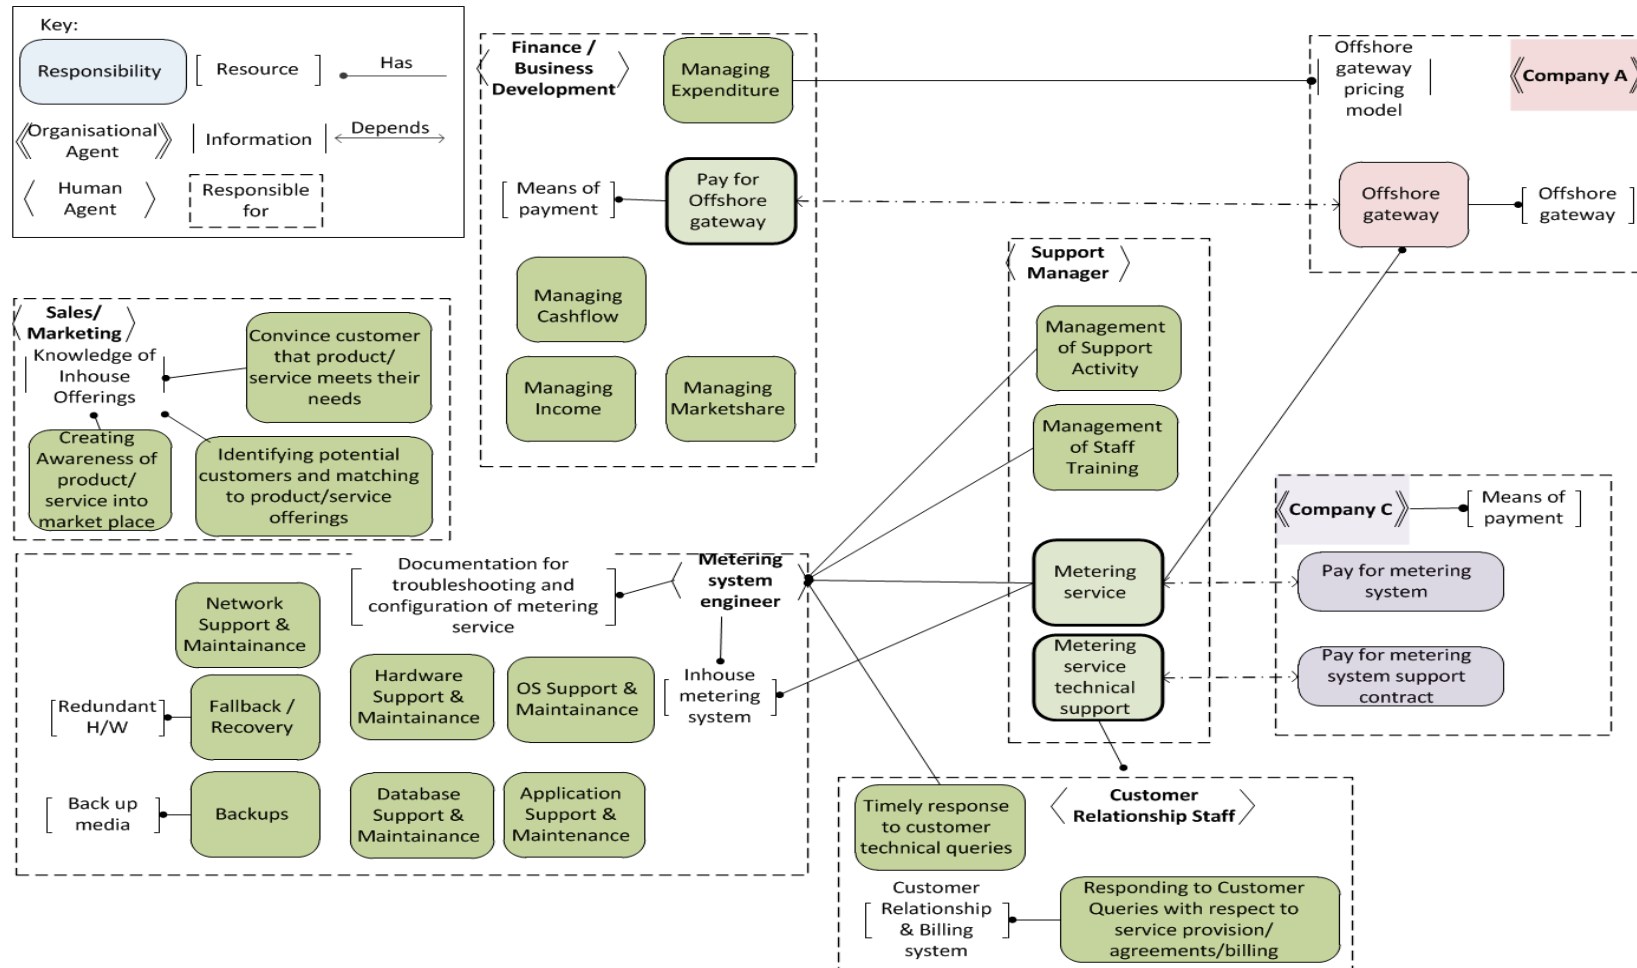 Key:
Responsibility
Resource
Has
Organisational
Agent
Information
Depends
Human
Agent
Responsible
for
Finance /
Business
Development
Managing
Expenditure
Means of
payment
Pay for
Offshore
gateway
Managing
Cashflow
Managing
Income
Managing
Marketshare
Offshore
gateway
pricing
model
Company A
Offshore
gateway
Offshore
gateway
Sales/
Marketing
Knowledge of
Inhouse
Offerings
Convince customer
that product/
service meets their
needs
Creating
Awareness of
product/
service into
market place
Identifying potential
customers and matching
to product/service
offerings
Support
Manager
Management
of Support
Activity
Management
of Staff
Training
Metering
service
Metering
service
technical
support
Company C
Means of
payment
Pay for metering
system
Pay for metering
system support
contract
Documentation for
troubleshooting and
configuration of metering
service
Metering
system
engineer
Network
Support &
Maintainance
Hardware
Support &
Maintainance
OS Support &
Maintainance
Inhouse
metering
system
Redundant
H/W
Fallback /
Recovery
Back up
media
Backups
Database
Support &
Maintainance
Application
Support &
Maintenance
Timely response
to customer
technical queries
Customer
Relationship Staff
Customer
Relationship
& Billing
system
Responding to Customer
Queries with respect to
service provision/
agreements/billing